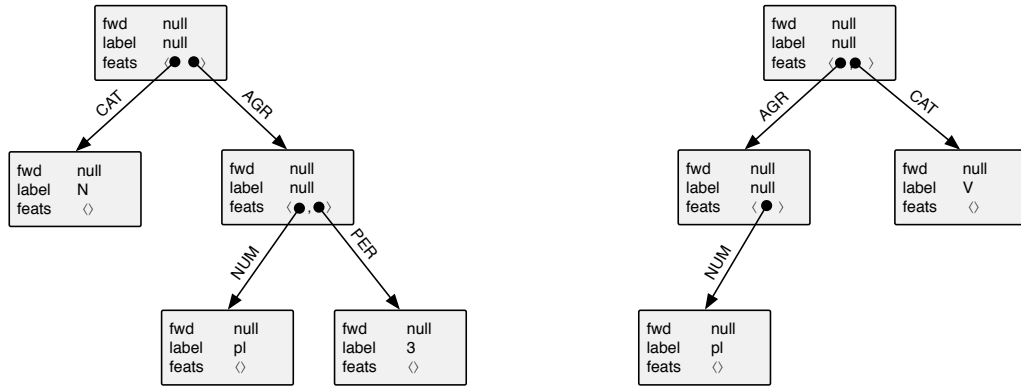 fwd null
label null
feats ⟨ ⟩
CAT
AGR
fwd null
label N
feats ⟨⟩
fwd null
label null
feats ⟨ , ⟩
NUM
PER
fwd null
label pl
feats ⟨⟩
fwd null
label 3
feats ⟨⟩
fwd null
label null
feats ⟨ , ⟩
AGR
CAT
fwd null
label null
feats ⟨ ⟩
fwd null
label V
feats ⟨⟩
NUM
fwd null
label pl
feats ⟨⟩